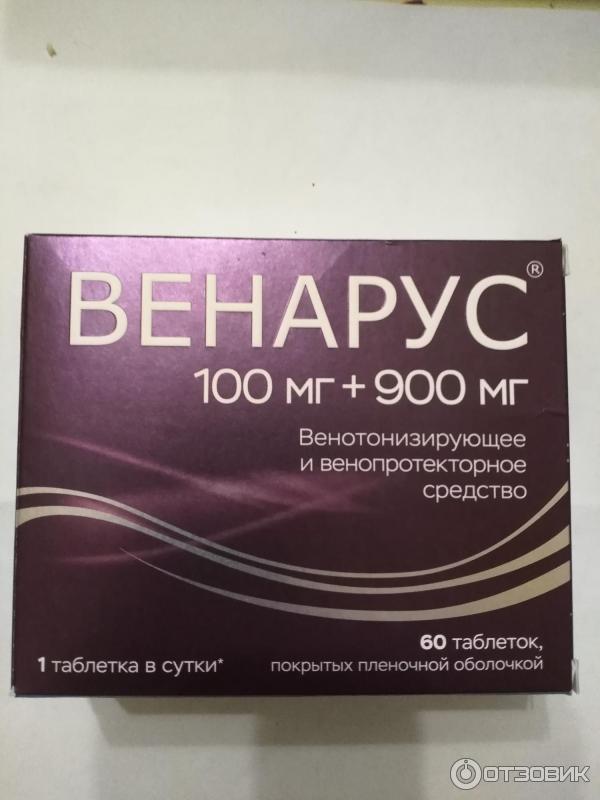 ВЕНАРУС®
100 мг + 900 мг
Венотонизирующее
и венопротекторное
средство
60 таблеток,
1 таблетка в сутки* покрытых пленочной оболочкой
ОТЗОВИК